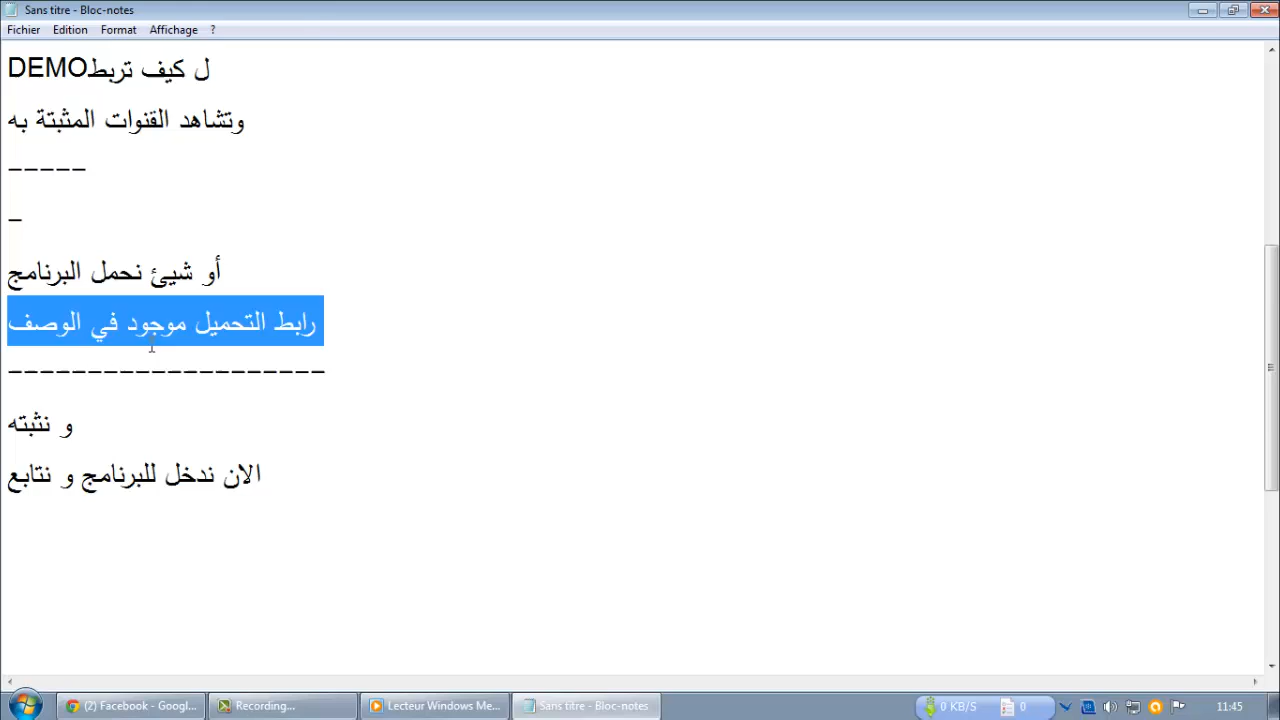 Sans titre - Bloc-notes
Fichier Edition Format Affichage ?
ل كيف تربطDEMO
وتشاهد القنوات المثبتة به
-----
_
أو شيئ نحمل البرنامج
رابط التحميل موجود في الوصف
--------------------
و نثبته
الان ندخل للبرنامج و نتابع
(2) Facebook - Googl...
Recording...
Lecteur Windows Me...
Sans titre - Bloc-notes
0 KB/S
0
11:45